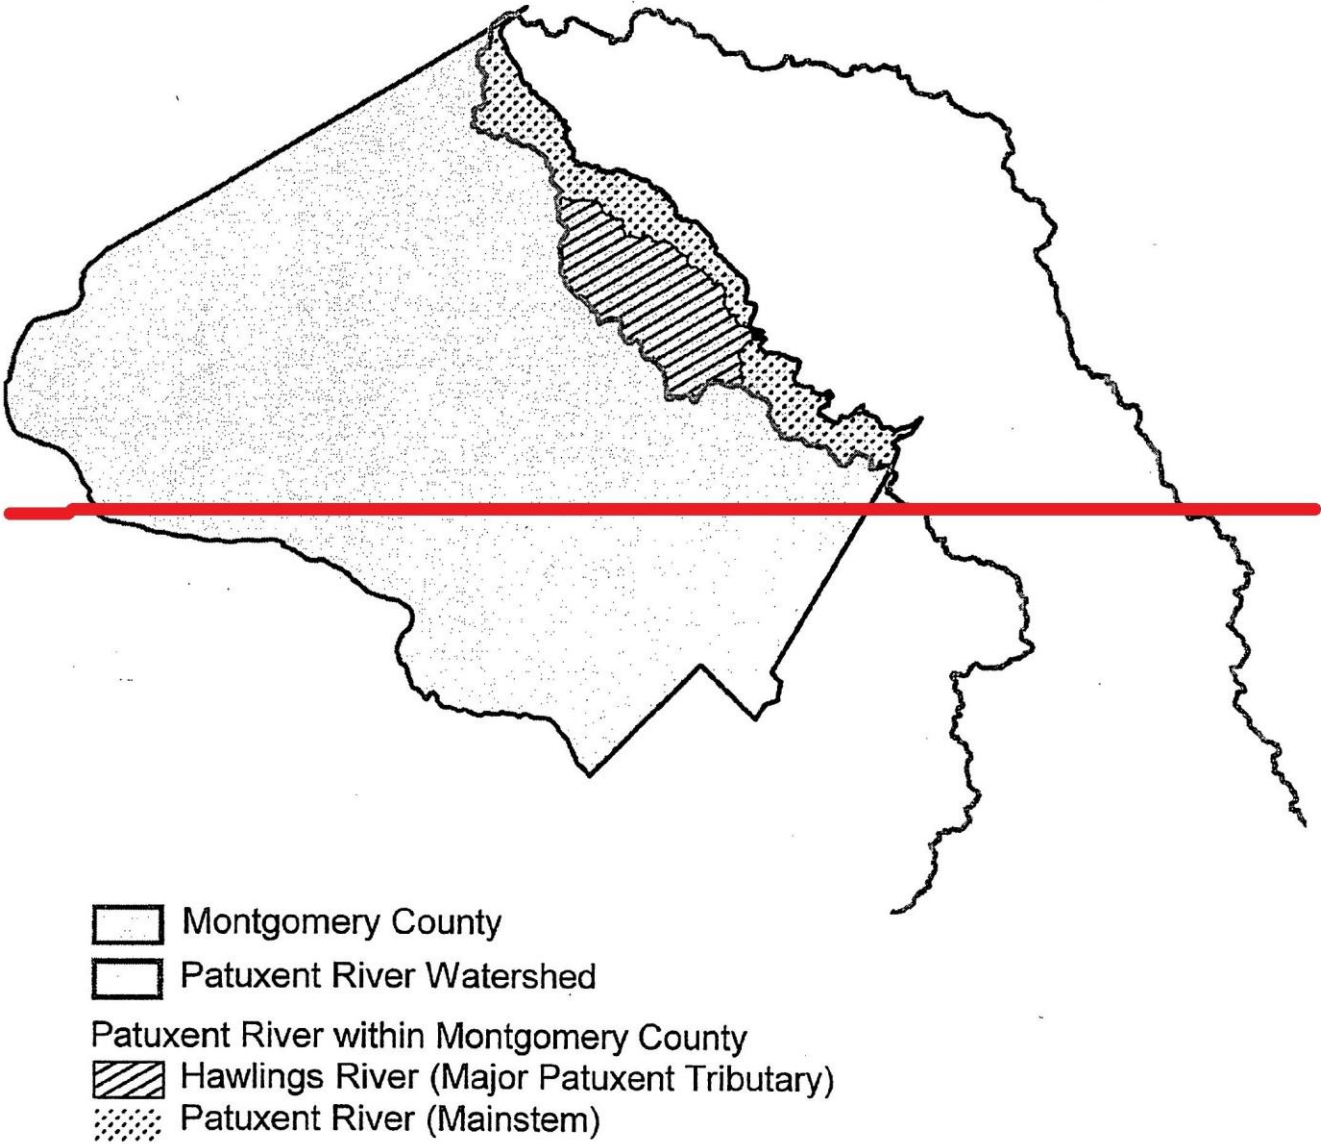 Montgomery County
Patuxent River Watershed
Patuxent River within Montgomery County
Hawlings River (Major Patuxent Tributary)
Patuxent River (Mainstem)